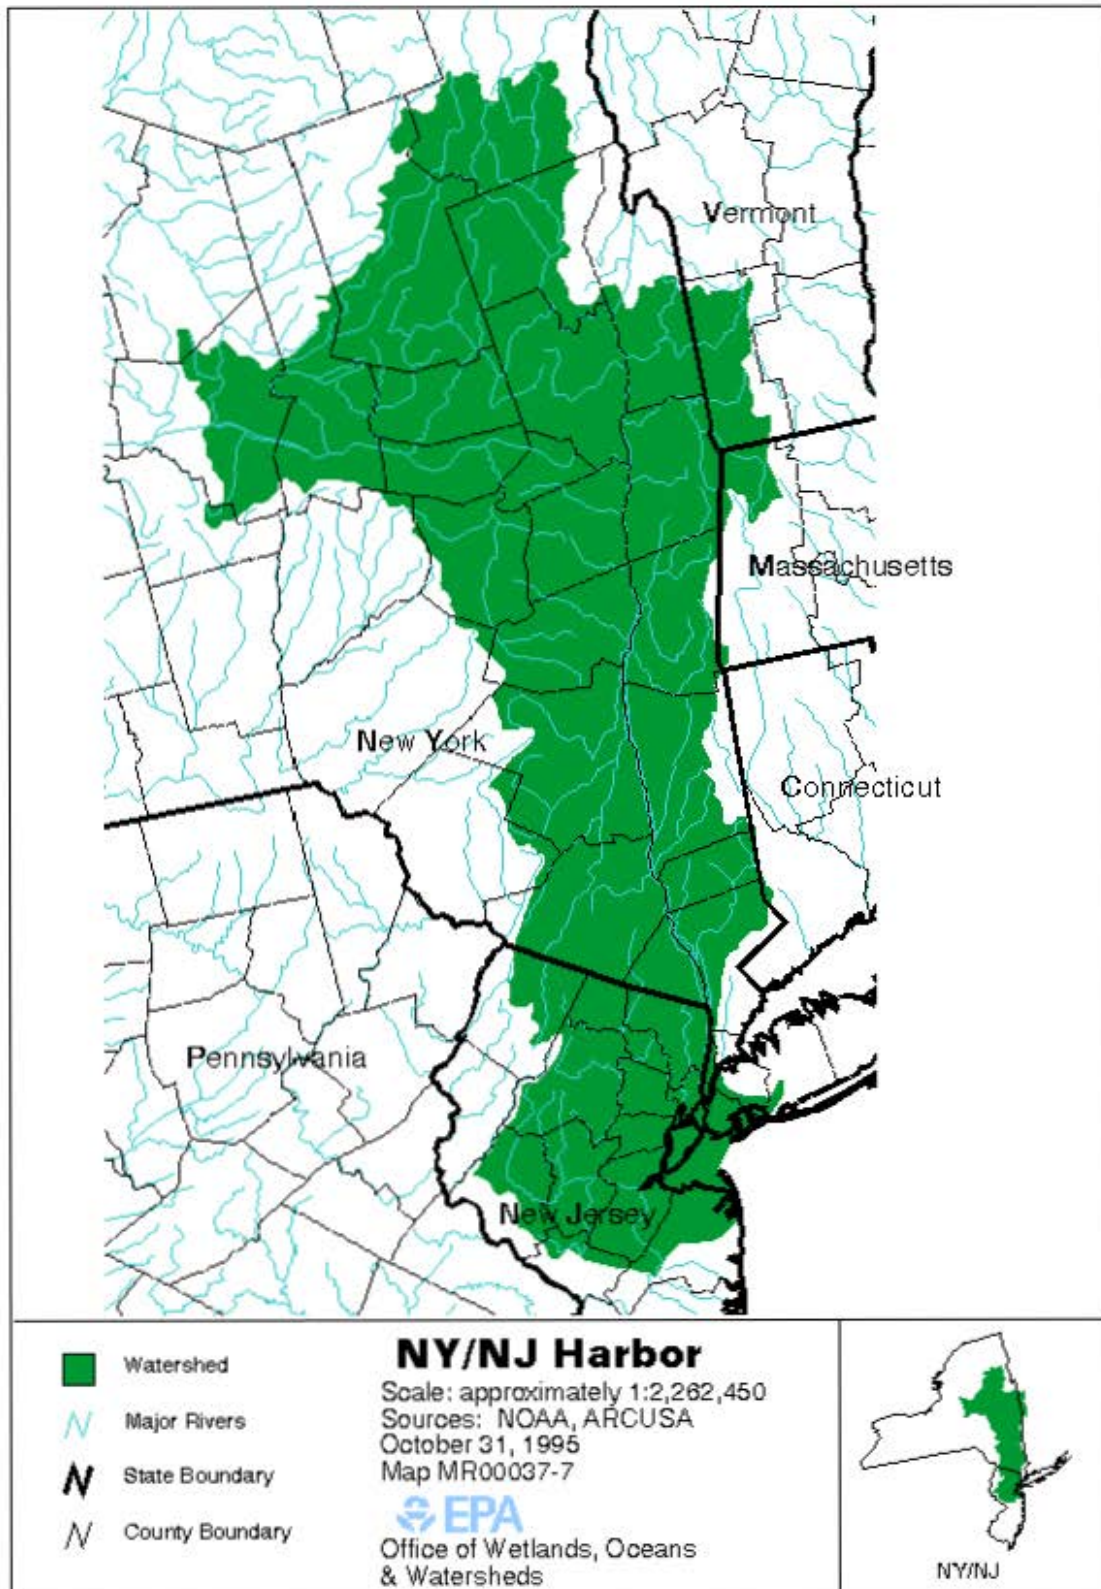 Vermont
Massachusetts
New York
Connecticut
Pennsylvania
New Jersey
Watershed
Major Rivers
State Boundary
County Boundary
NY/NJ Harbor
Scale: approximately 1:2,262,450
Sources: NOAA, ARCUSA
October 31, 1995
Map MR00037-7
EPA
Office of Wetlands, Oceans
& Watersheds
NY/NJ